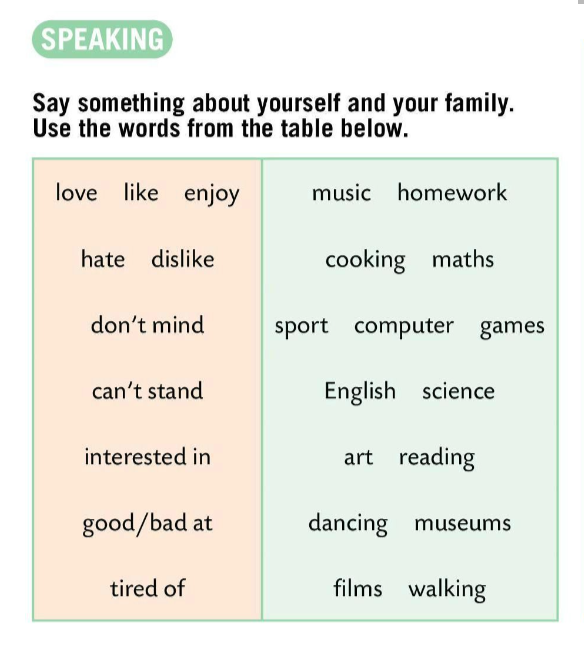 SPEAKING
Say something about yourself and your family.
Use the words from the table below.
love like enjoy
music homework
hate dislike
cooking maths
don't mind
sport computer games
can't stand
English science
interested in
art reading
good/bad at
dancing museums
tired of
films walking